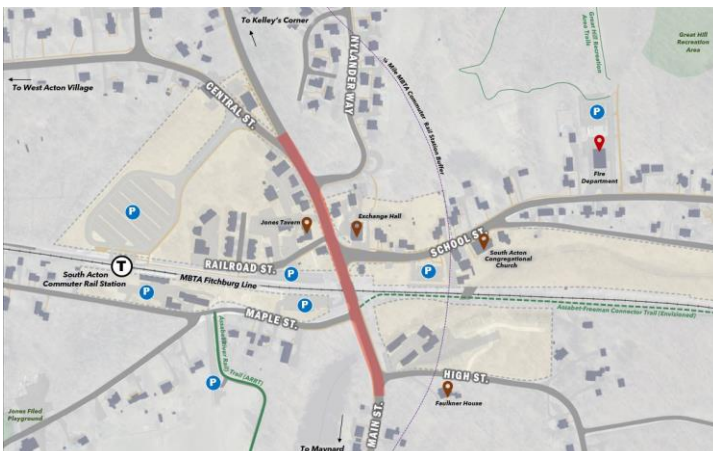 To Kelley's Corner
NYLANDER WAY
Great Hill
Recreation
Area Trails
Great Hill
Recreation
Area
To West Acton Village
CENTRAL ST.
½ Mile MBTA Commuter Rail Station Buffer
P
Fire
Department
P
Jones Tavern
Exchange Hall
SCHOOL ST.
South Acton
Congregational
Church
T
South Acton
Commuter Rail Station
RAILROAD ST.
MBTA Fitchburg Line
P
P
P
P
MAPLE ST.
Assabet-Freeman Connector Trail (Envisioned)
Assabet River Rail Trail (ARRT)
P
HIGH ST.
Faulkner House
Jones Filed
Playground
MAIN ST.
To Maynard